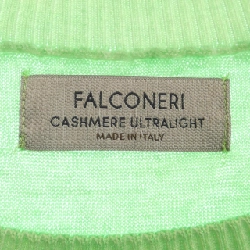 FALCONERI
CASHMERE ULTRALIGHT
MADE IN ITALY